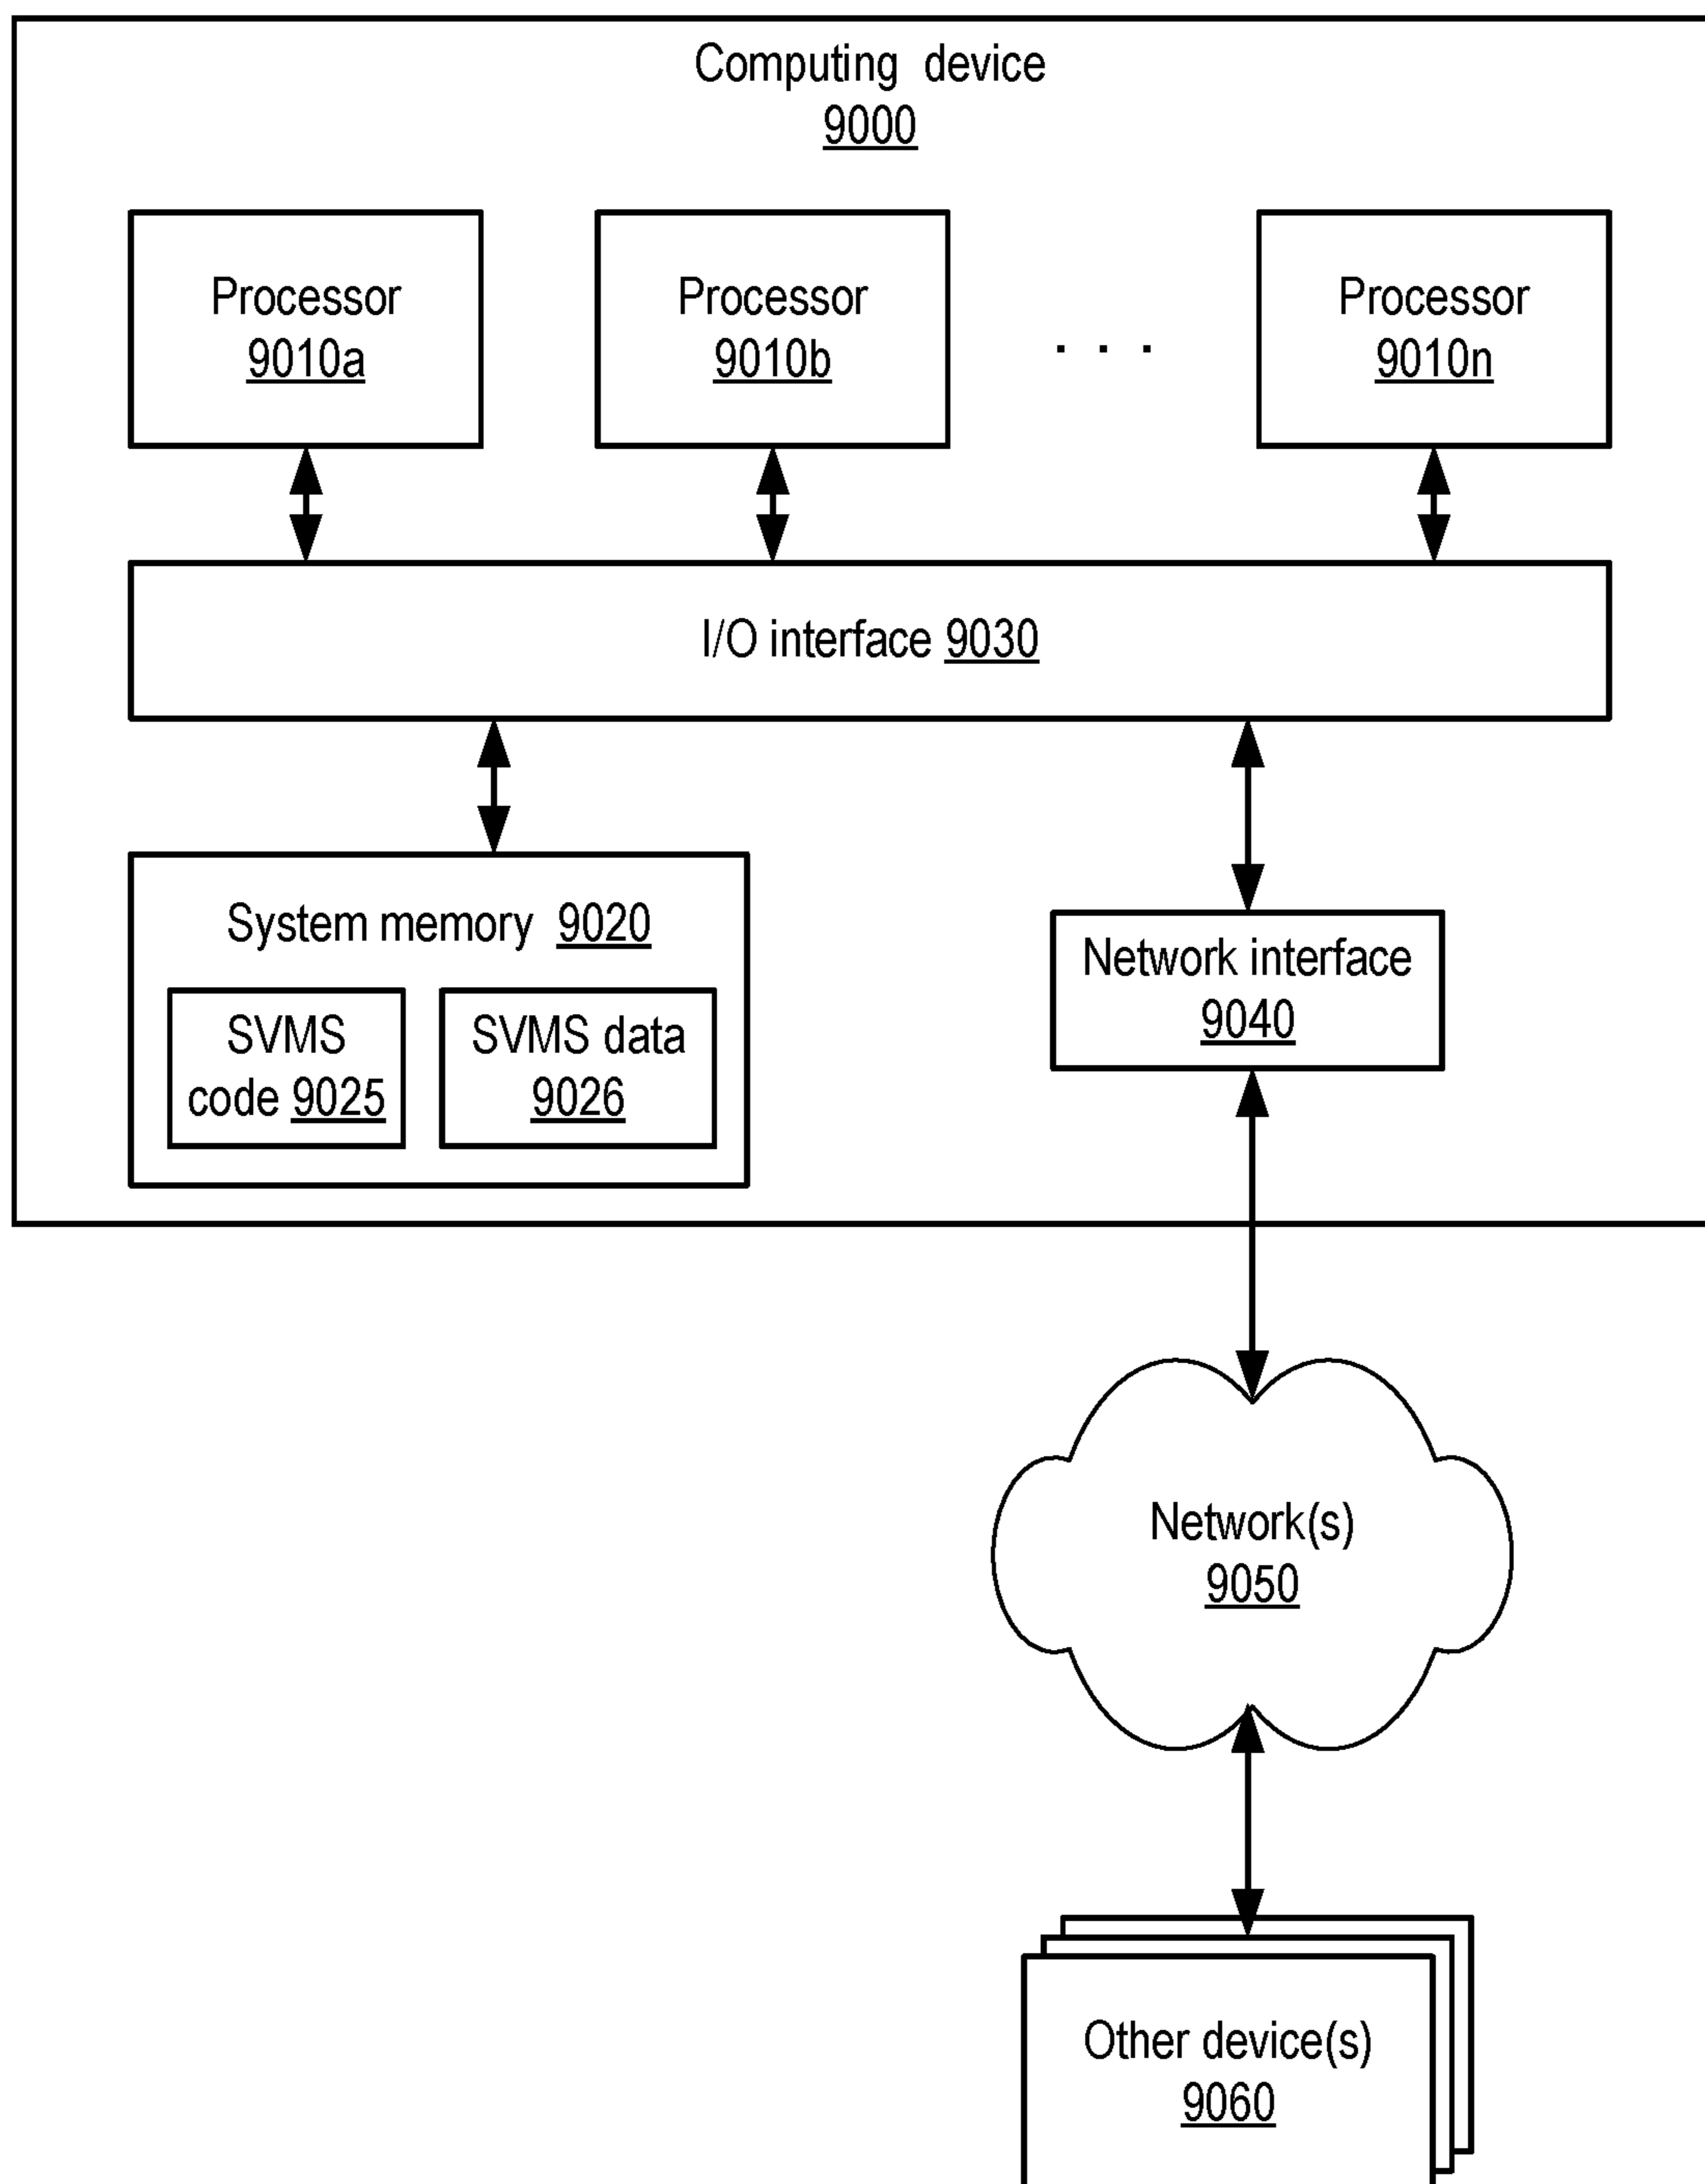 Computing device
9000
Processor
9010a
Processor
9010b
. . .
Processor
9010n
I/O interface 9030
System memory 9020
SVMS
code 9025
SVMS data
9026
Network interface
9040
Network(s)
9050
Other device(s)
9060